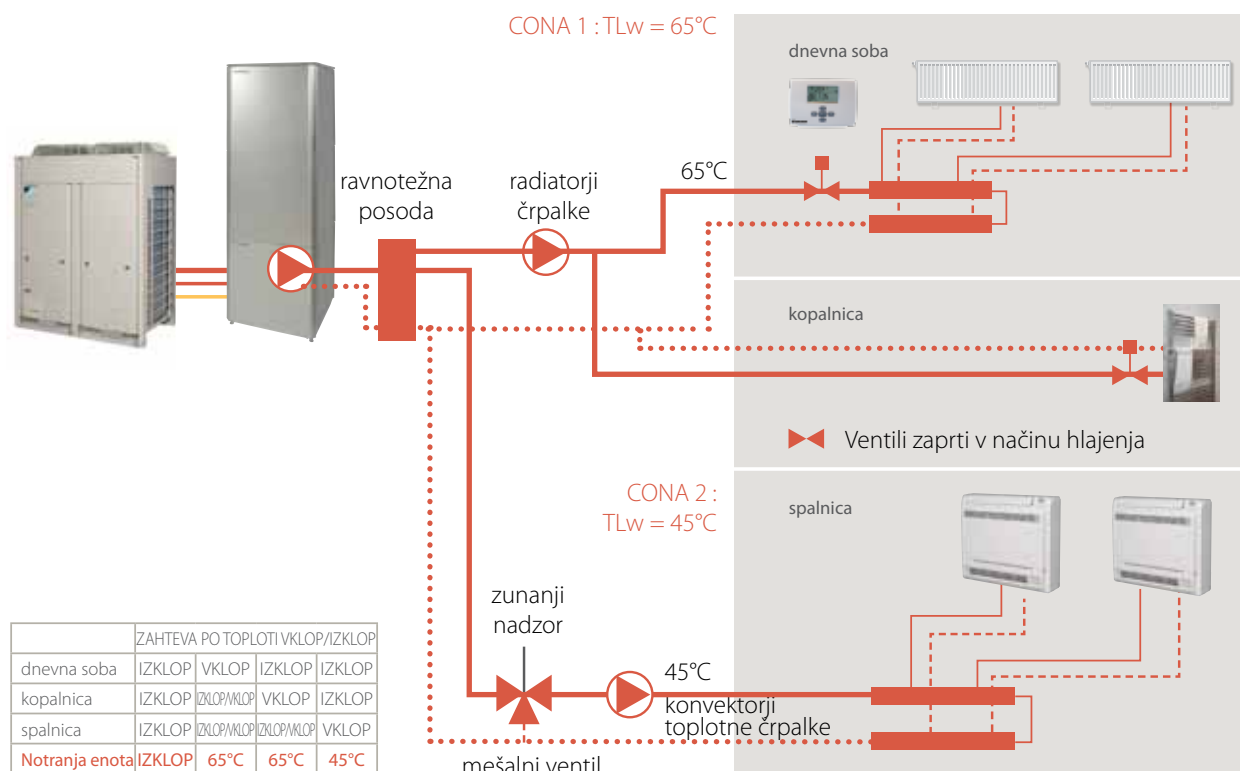 CONA 1 : TLw = 65°C
dnevna soba
65°C
ravnotežna
posoda
radiatorji
črpalke
kopalnica
Ventili zaprti v načinu hlajenja
CONA 2 :
TLw = 45°C
spalnica
zunanji
nadzor
45°C
konvektorji
toplotne črpalke
mešalni ventil
ZAHTEVA PO TOPLOTI VKLOP/IZKLOP
dnevna soba IZKLOP VKLOP IZKLOP IZKLOP
kopalnica IZKLOP IZKLOP/VKLOP VKLOP IZKLOP
spalnica IZKLOP IZKLOP/VKLOP IZKLOP/VKLOP VKLOP
Notranja enota IZKLOP 65°C 65°C 45°C